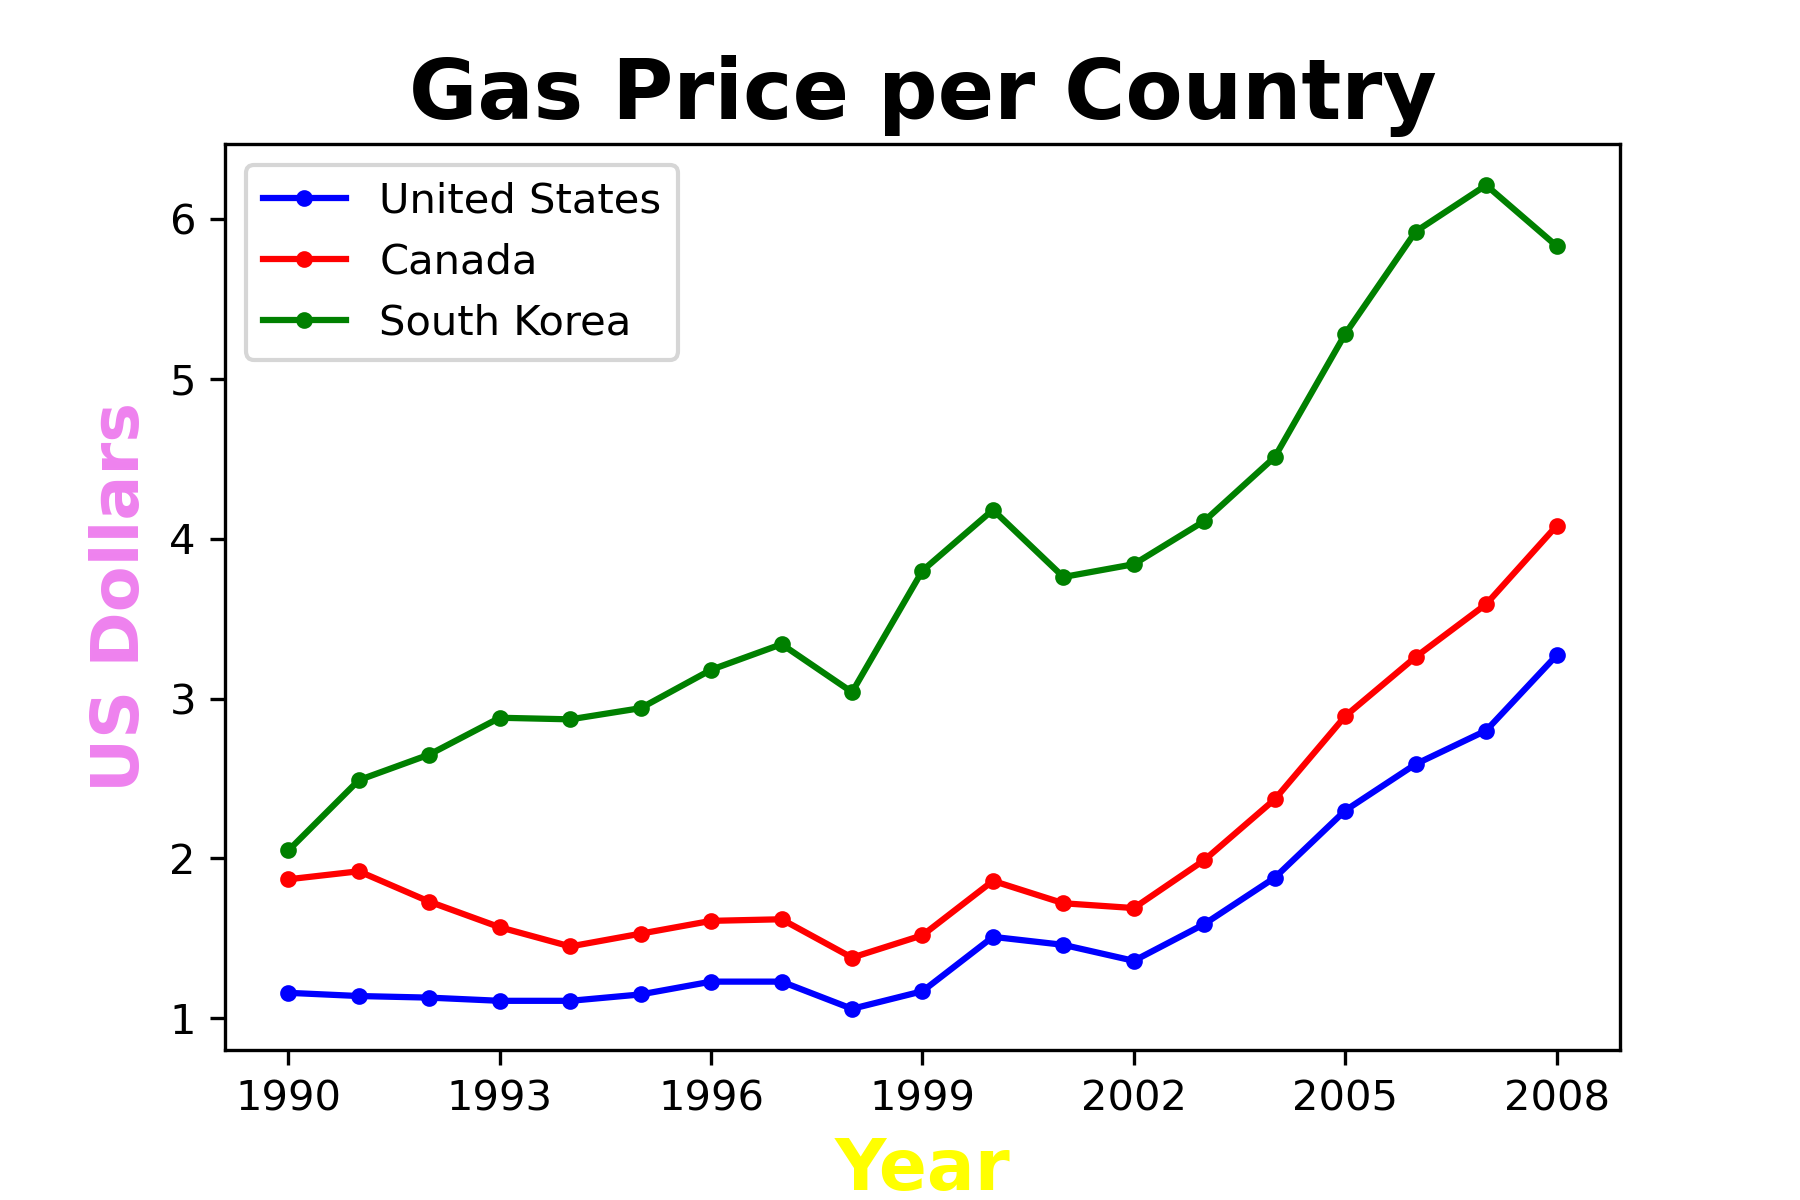 Gas Price per Country
United States
Canada
South Korea
US Dollars
6
5
4
3
2
1
1990 1993 1996 1999 2002 2005 2008
Year